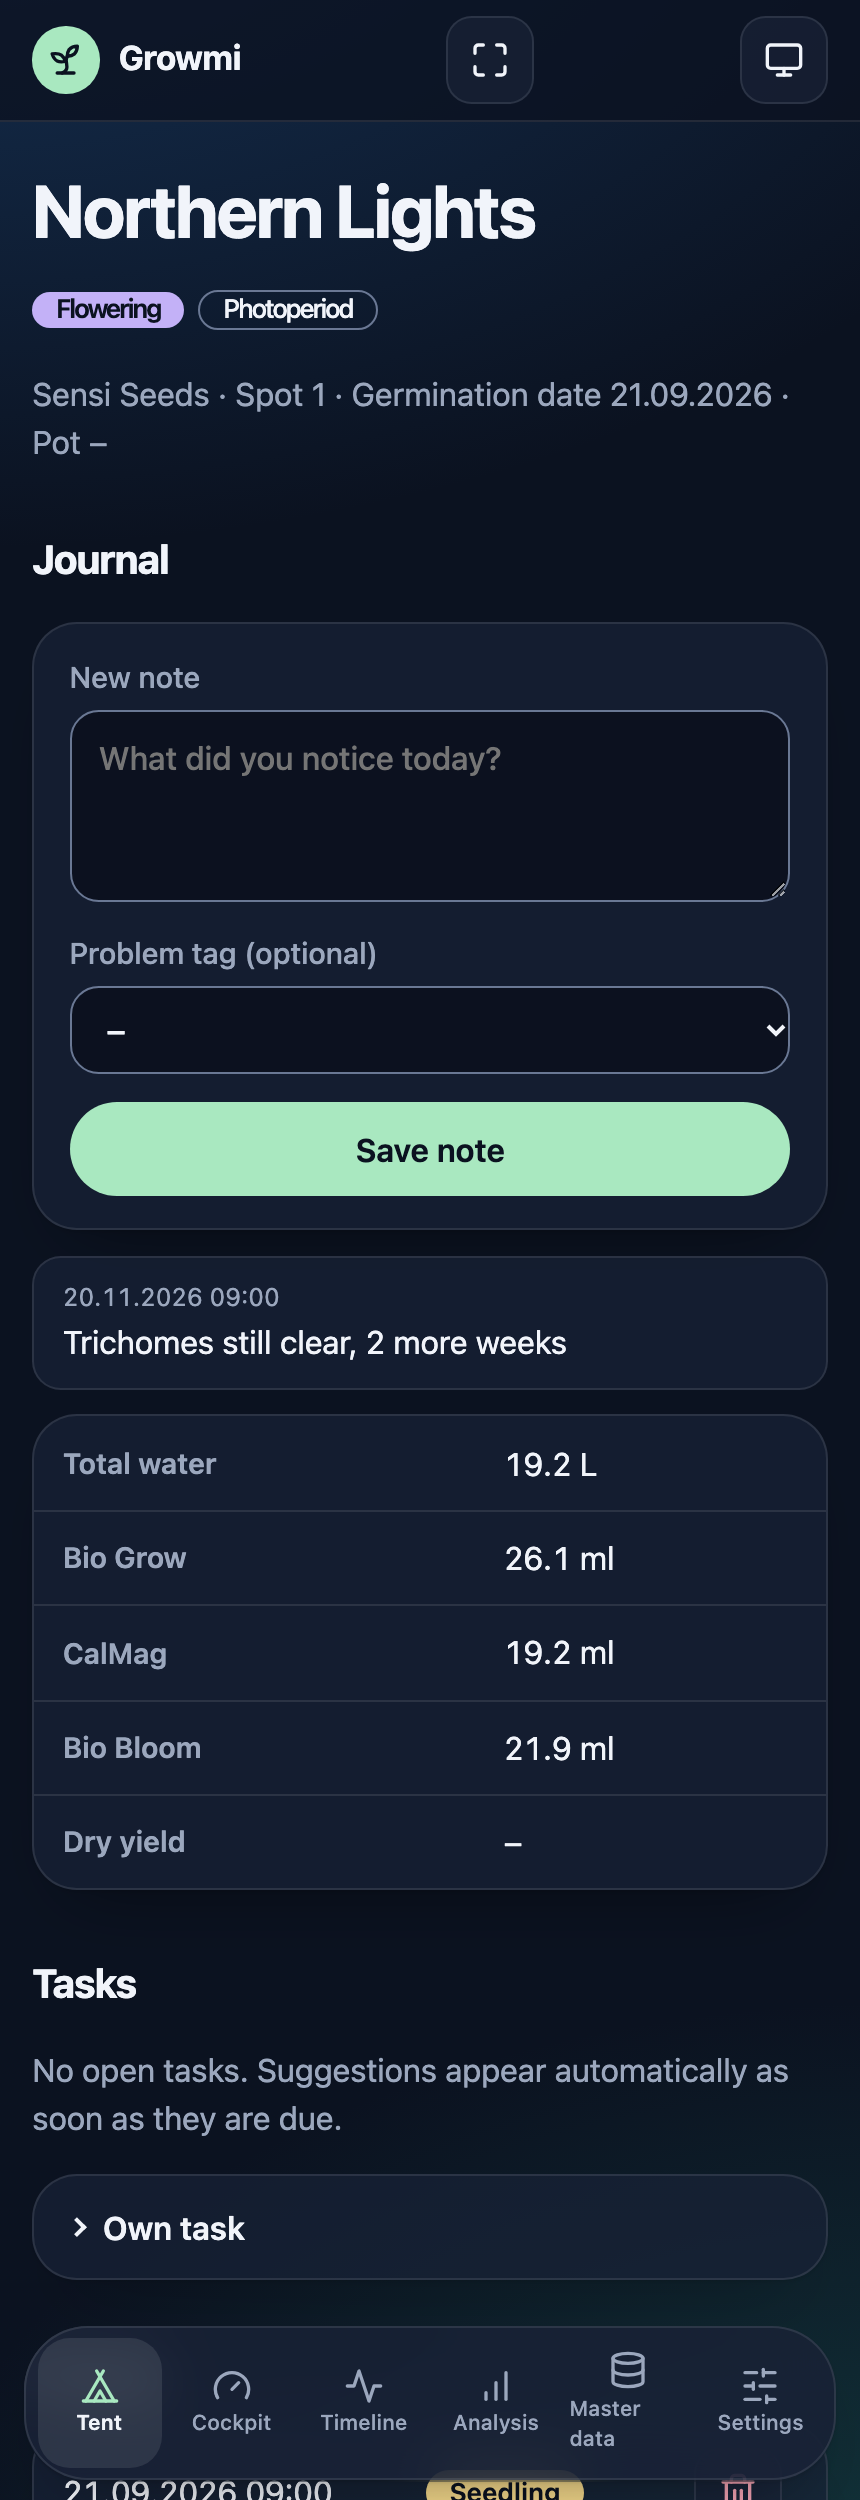 Growmi
Northern Lights
Flowering
Photoperiod
Sensi Seeds · Spot 1 · Germination date 21.09.2026 ·
Pot –
Journal
New note
What did you notice today?
Problem tag (optional)
–
Save note
20.11.2026 09:00
Trichomes still clear, 2 more weeks
Total water 19.2 L
Bio Grow 26.1 ml
CalMag 19.2 ml
Bio Bloom 21.9 ml
Dry yield –
Tasks
No open tasks. Suggestions appear automatically as
soon as they are due.
Own task
Tent
Cockpit
Timeline
Analysis
Master
data
Settings
21.09.2026 09:00 Seedling